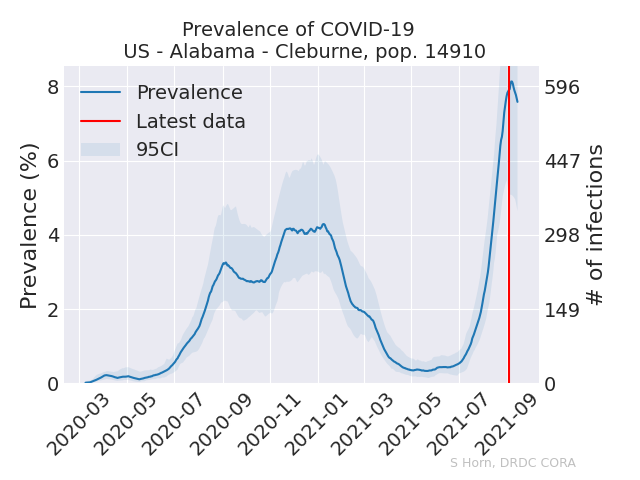 Prevalence of COVID-19
US - Alabama - Cleburne, pop. 14910
Prevalence
Latest data
95CI
Prevalence (%)
8
6
4
2
0
596
447
298
149
0
# of infections
2020-03
2020-05
2020-07
2020-09
2020-11
2021-01
2021-03
2021-05
2021-07
2021-09
S Horn, DRDC CORA